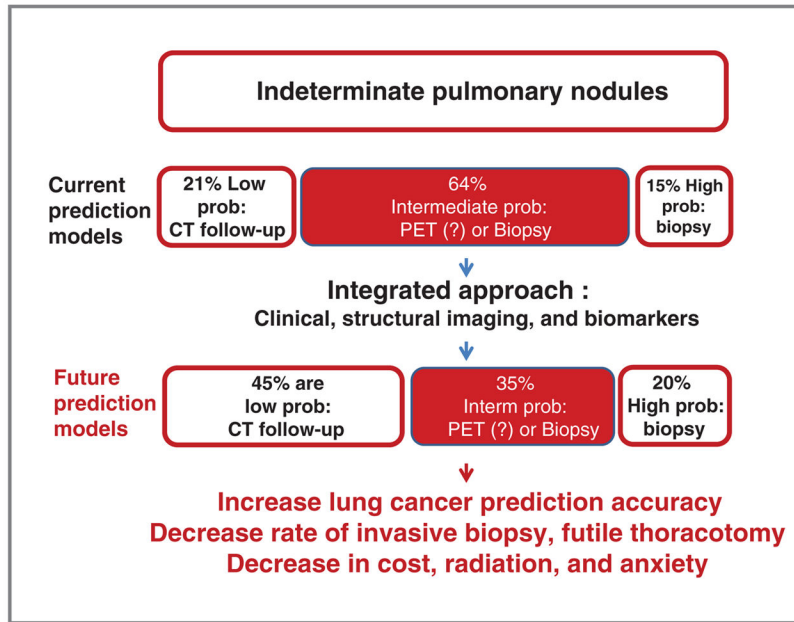 Indeterminate pulmonary nodules
Current
prediction
models
21% Low
prob:
CT follow-up
64%
Intermediate prob:
PET (?) or Biopsy
15% High
prob:
biopsy
Integrated approach :
Clinical, structural imaging, and biomarkers
Future
prediction
models
45% are
low prob:
CT follow-up
35%
Interm prob:
PET (?) or Biopsy
20%
High prob:
biopsy
Increase lung cancer prediction accuracy
Decrease rate of invasive biopsy, futile thoracotomy
Decrease in cost, radiation, and anxiety